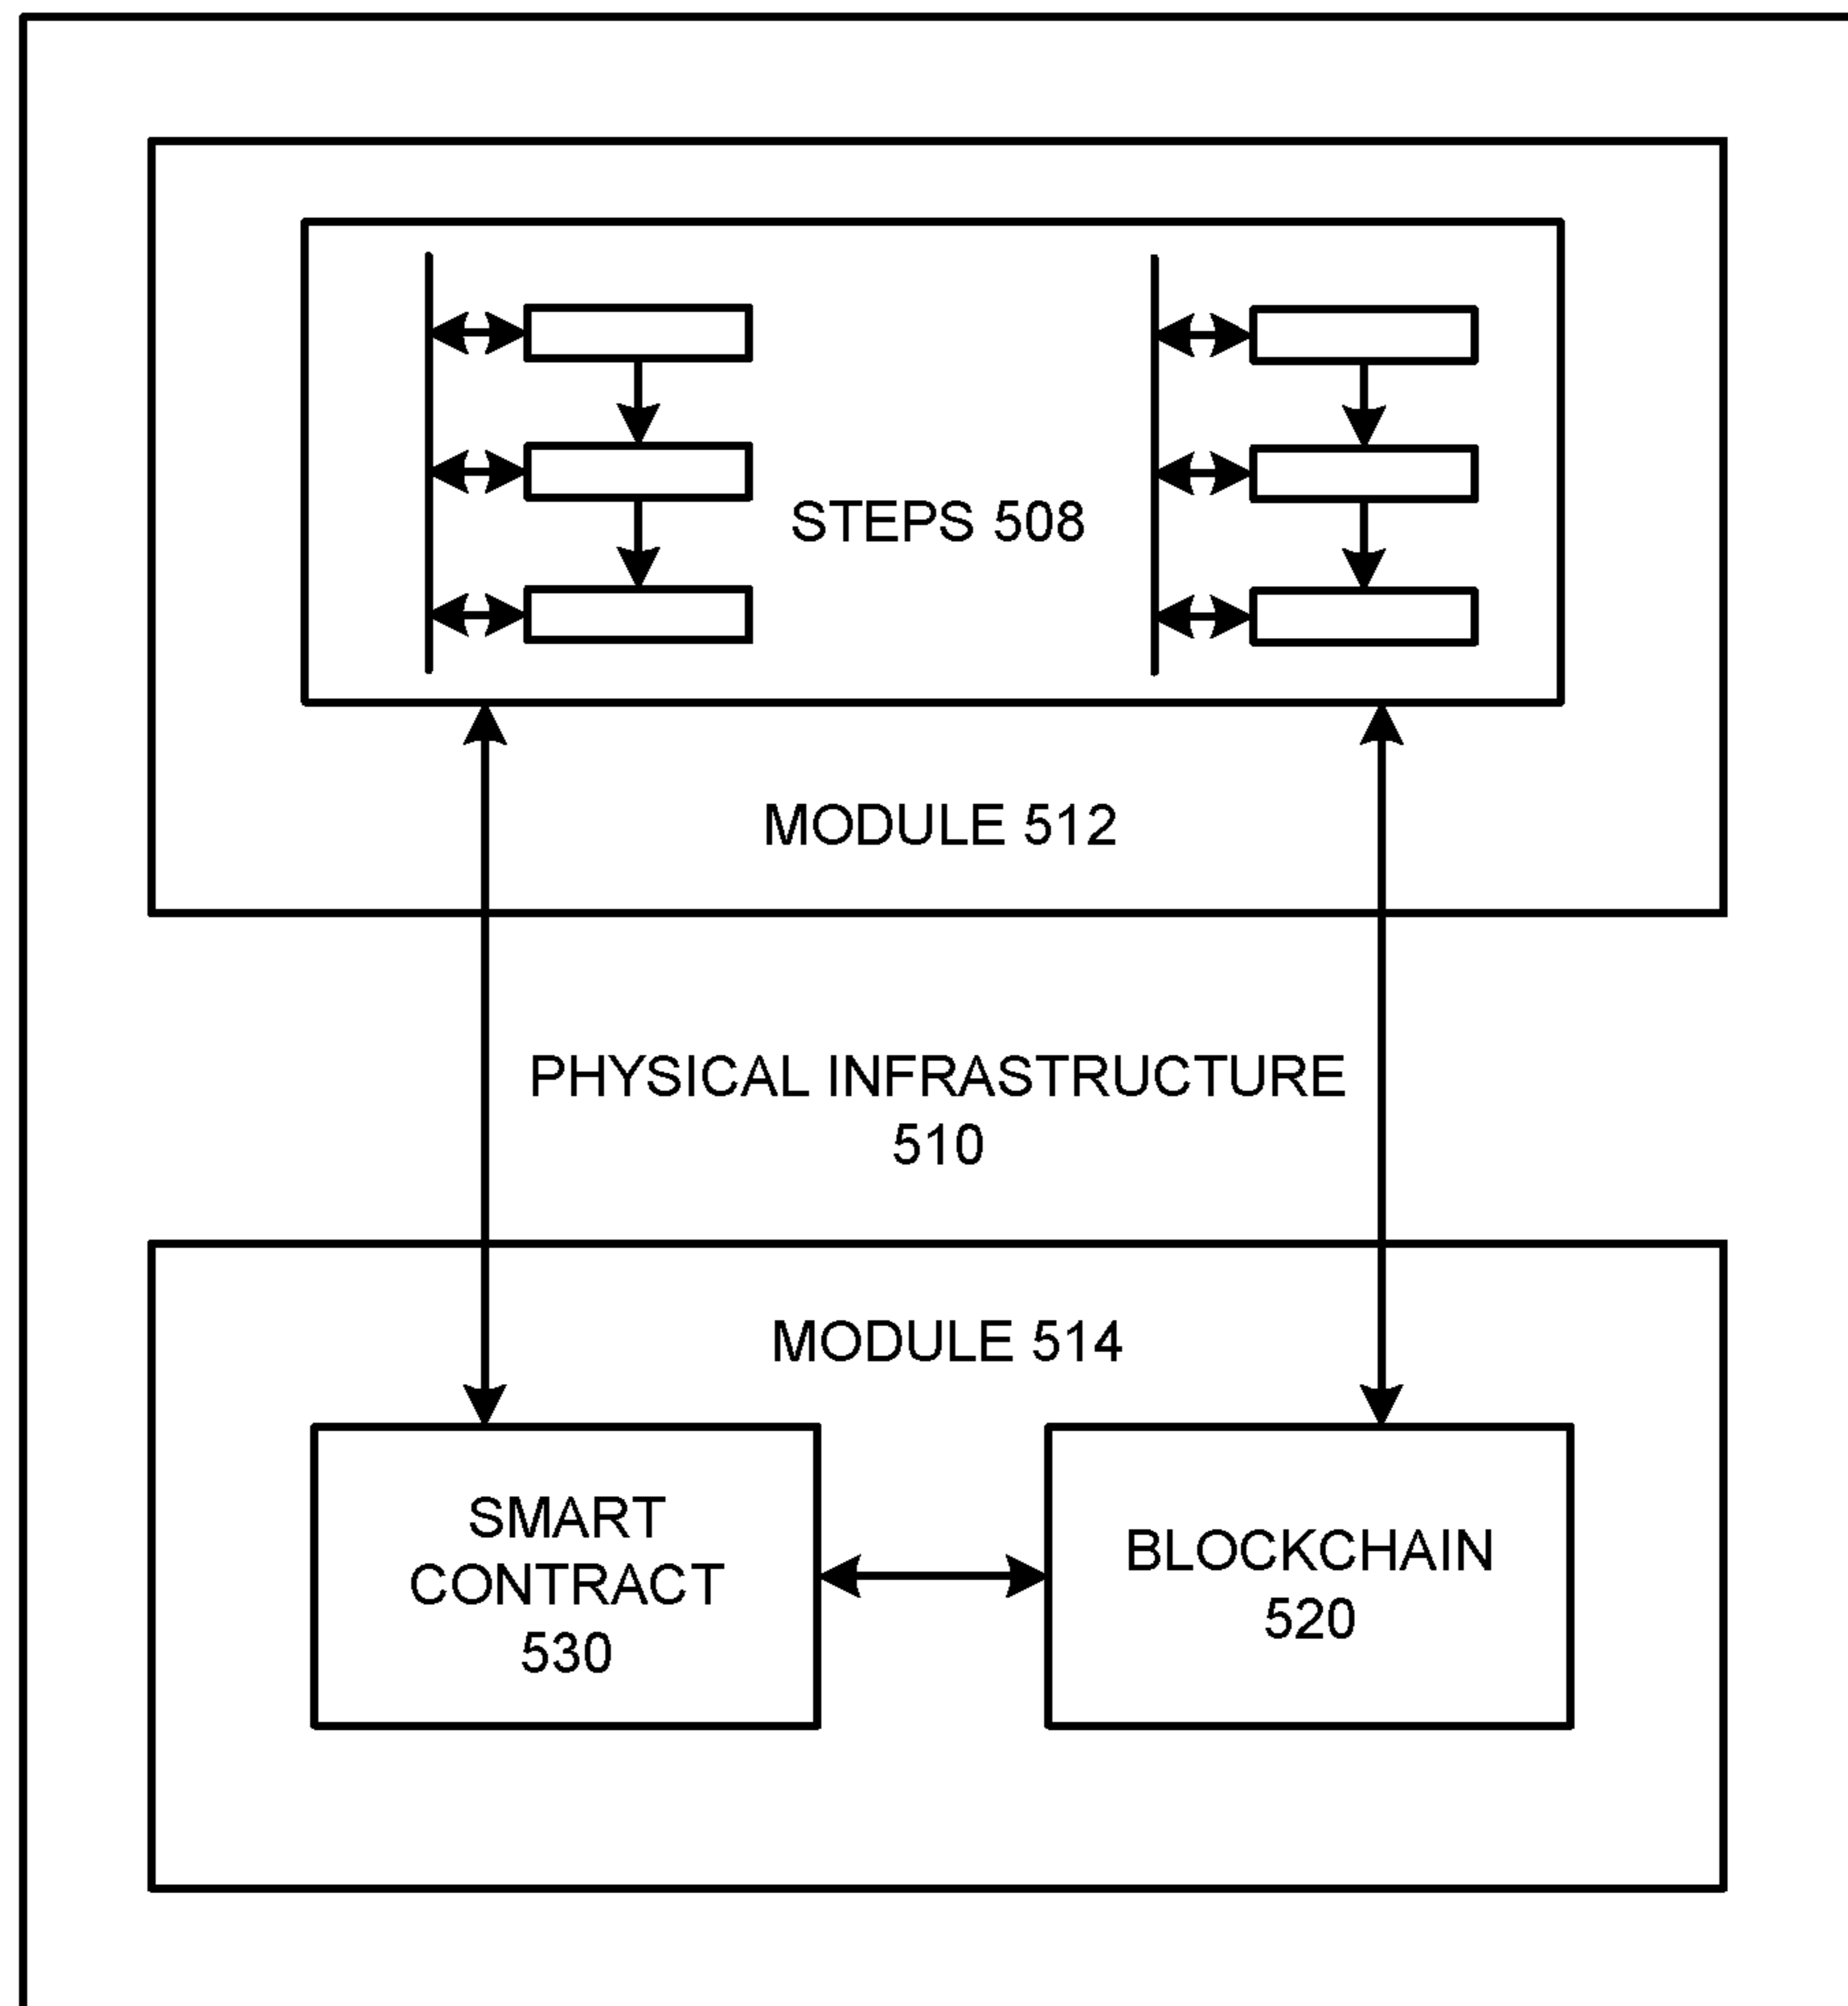 STEPS 508
MODULE 512
PHYSICAL INFRASTRUCTURE
510
MODULE 514
SMART
CONTRACT
530
BLOCKCHAIN
520